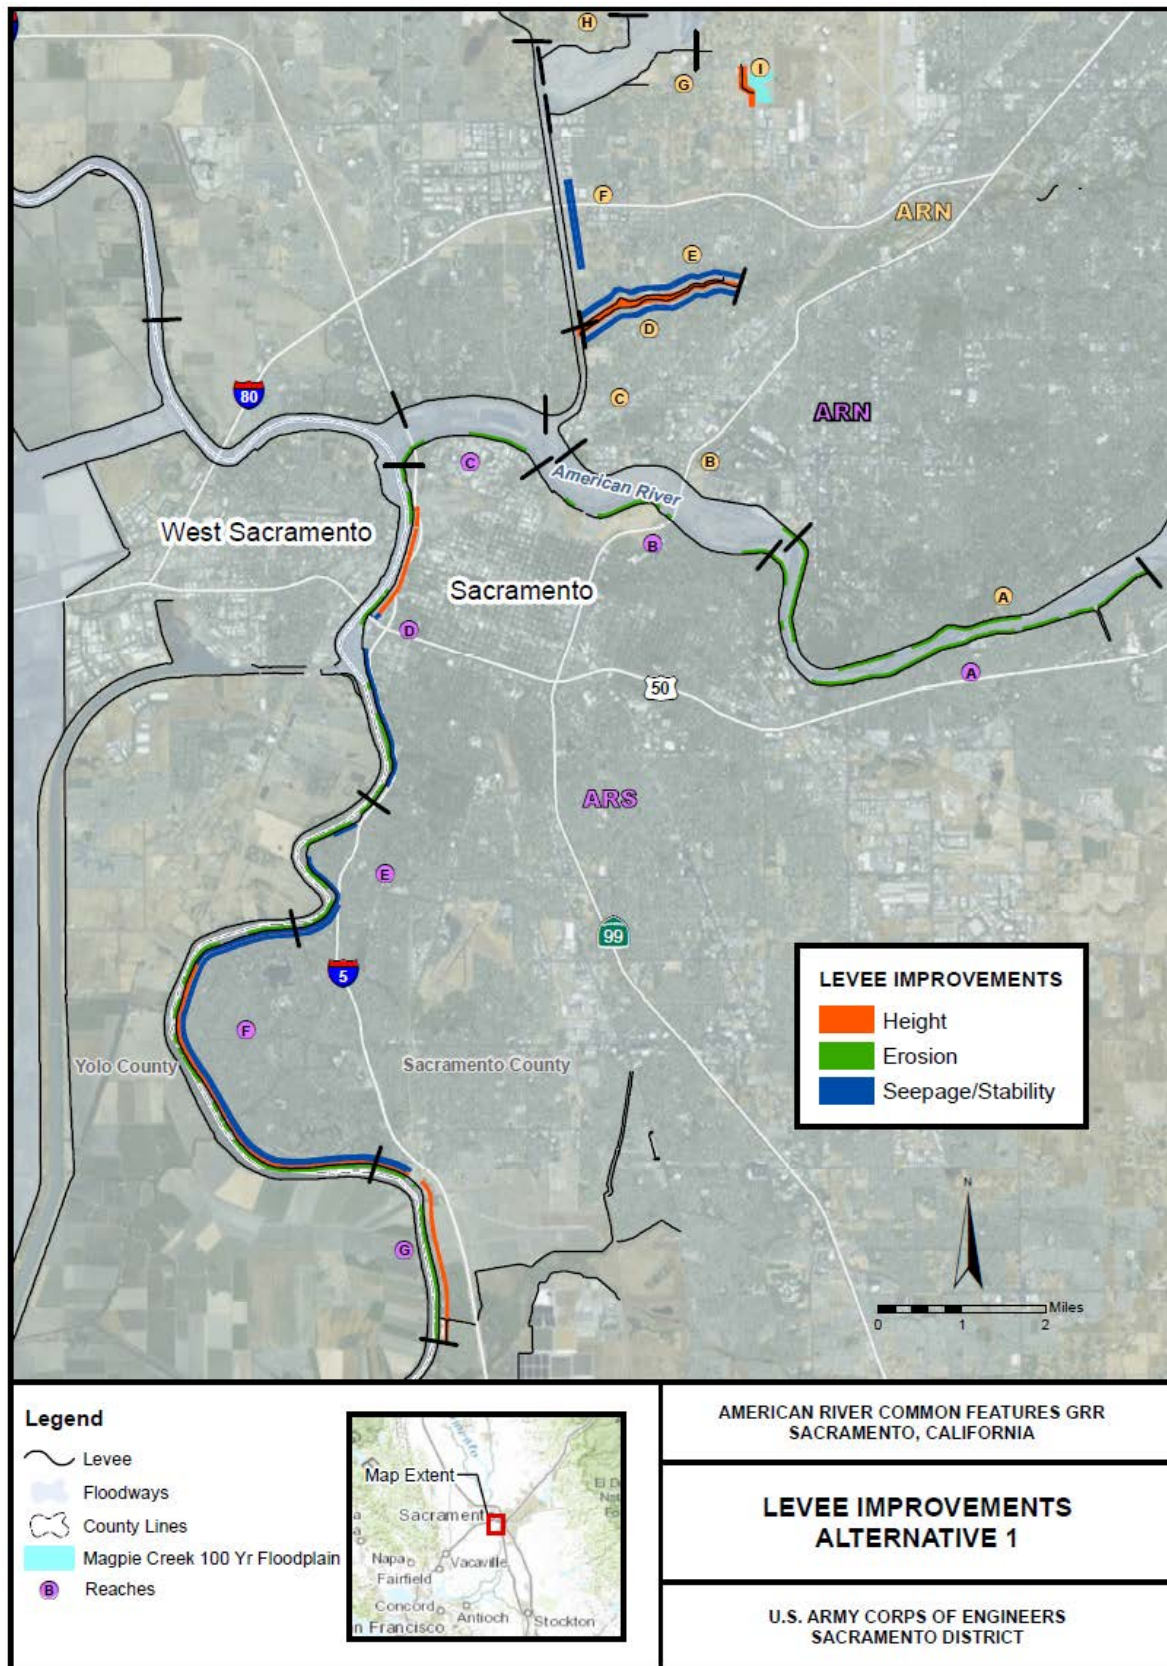 H
I
G
F
ARN
E
D
80
C
ARN
B
C
American River
West Sacramento
B
Sacramento
A
D
A
50
ARS
E
99
5
LEVEE IMPROVEMENTS
Height
Erosion
Seepage/Stability
F
Yolo County
Sacramento County
N
G
Miles
0 1 2
Legend
Levee
Floodways
County Lines
Magpie Creek 100 Yr Floodplain
B Reaches
Map Extent
Sacrament
Napa
Vacaville
Fairfield
Concord
Antioch
Stockton
n Francisco
AMERICAN RIVER COMMON FEATURES GRR
SACRAMENTO, CALIFORNIA
LEVEE IMPROVEMENTS
ALTERNATIVE 1
U.S. ARMY CORPS OF ENGINEERS
SACRAMENTO DISTRICT